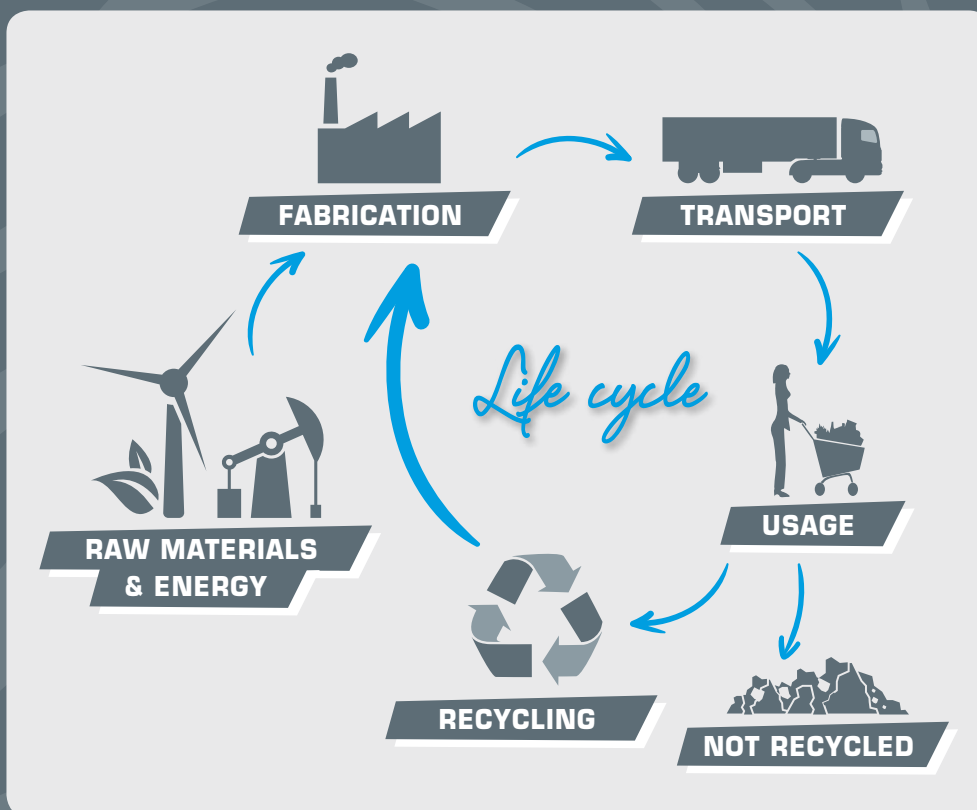 FABRICATION
TRANSPORT
Life cycle
RAW MATERIALS
& ENERGY
USAGE
RECYCLING
NOT RECYCLED